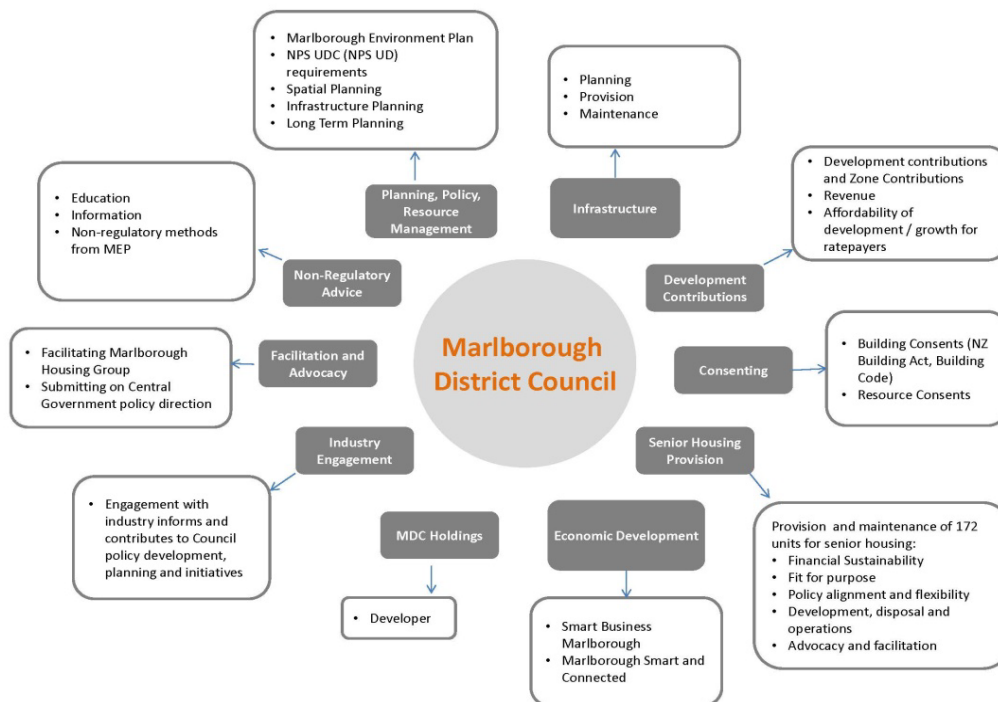 • Marlborough Environment Plan
• NPS UDC (NPS UD)
requirements
• Spatial Planning
• Infrastructure Planning
• Long Term Planning
Planning, Policy,
Resource
Management
• Planning
• Provision
• Maintenance
Infrastructure
• Development contributions
and Zone Contributions
• Revenue
• Affordability of
development / growth for
ratepayers
Development
Contributions
• Education
• Information
• Non-regulatory methods
from MEP
Non-Regulatory
Advice
• Facilitating Marlborough
Housing Group
• Submitting on Central
Government policy direction
Facilitation and
Advocacy
Marlborough
District Council
Consenting
• Building Consents (NZ
Building Act, Building
Code)
• Resource Consents
Industry
Engagement
• Engagement with
industry informs and
contributes to Council
policy development,
planning and initiatives
MDC Holdings
• Developer
Economic Development
• Smart Business
Marlborough
• Marlborough Smart and
Connected
Senior Housing
Provision
Provision and maintenance of 172
units for senior housing:
• Financial Sustainability
• Fit for purpose
• Policy alignment and flexibility
• Development, disposal and
operations
• Advocacy and facilitation